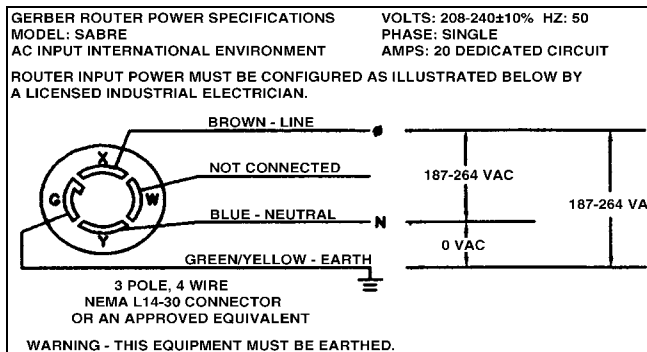 GERBER ROUTER POWER SPECIFICATIONS
VOLTS: 208-240±10% HZ: 50
MODEL: SABRE
PHASE: SINGLE
AC INPUT INTERNATIONAL ENVIRONMENT
AMPS: 20 DEDICATED CIRCUIT
ROUTER INPUT POWER MUST BE CONFIGURED AS ILLUSTRATED BELOW BY
A LICENSED INDUSTRIAL ELECTRICIAN.
BROWN - LINE
ø
X
NOT CONNECTED
187-264 VAC
G
W
187-264 VA
BLUE - NEUTRAL
N
Y
0 VAC
GREEN/YELLOW - EARTH
3 POLE, 4 WIRE
NEMA L14-30 CONNECTOR
OR AN APPROVED EQUIVALENT
WARNING - THIS EQUIPMENT MUST BE EARTHED.